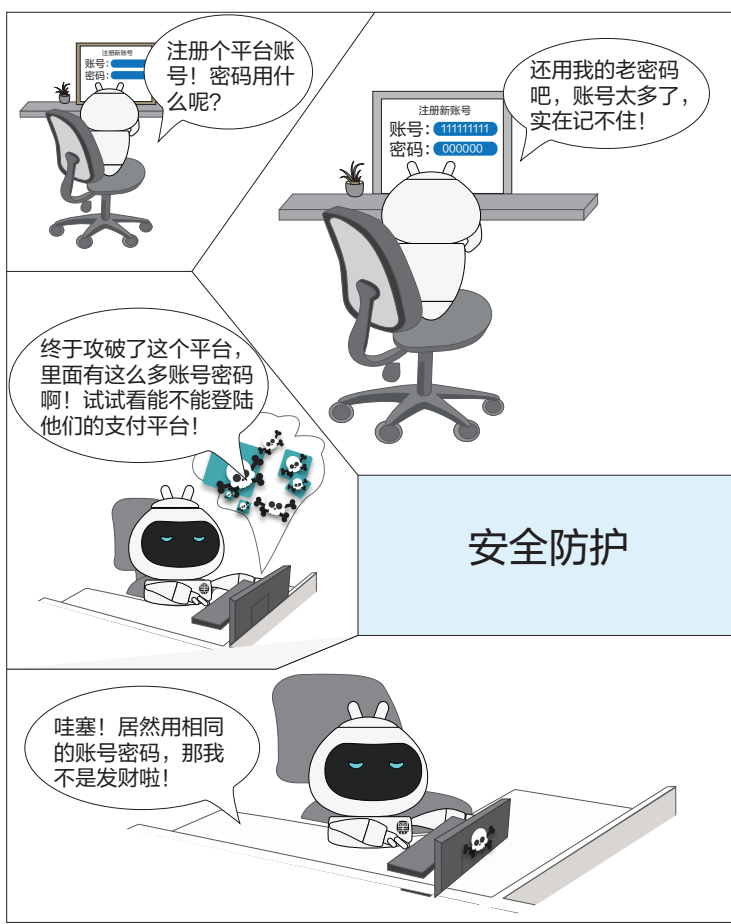 注册新账号
账号：
密码：
注册个平台账
号！密码用什
么呢？
还用我的老密码
吧，账号太多了，
实在记不住！
注册新账号
账号：111111111
密码：000000
终于攻破了这个平台，
里面有这么多账号密码
啊！试试看能不能登陆
他们的支付平台！
安全防护
哇塞！居然用相同
的账号密码，那我
不是发财啦！